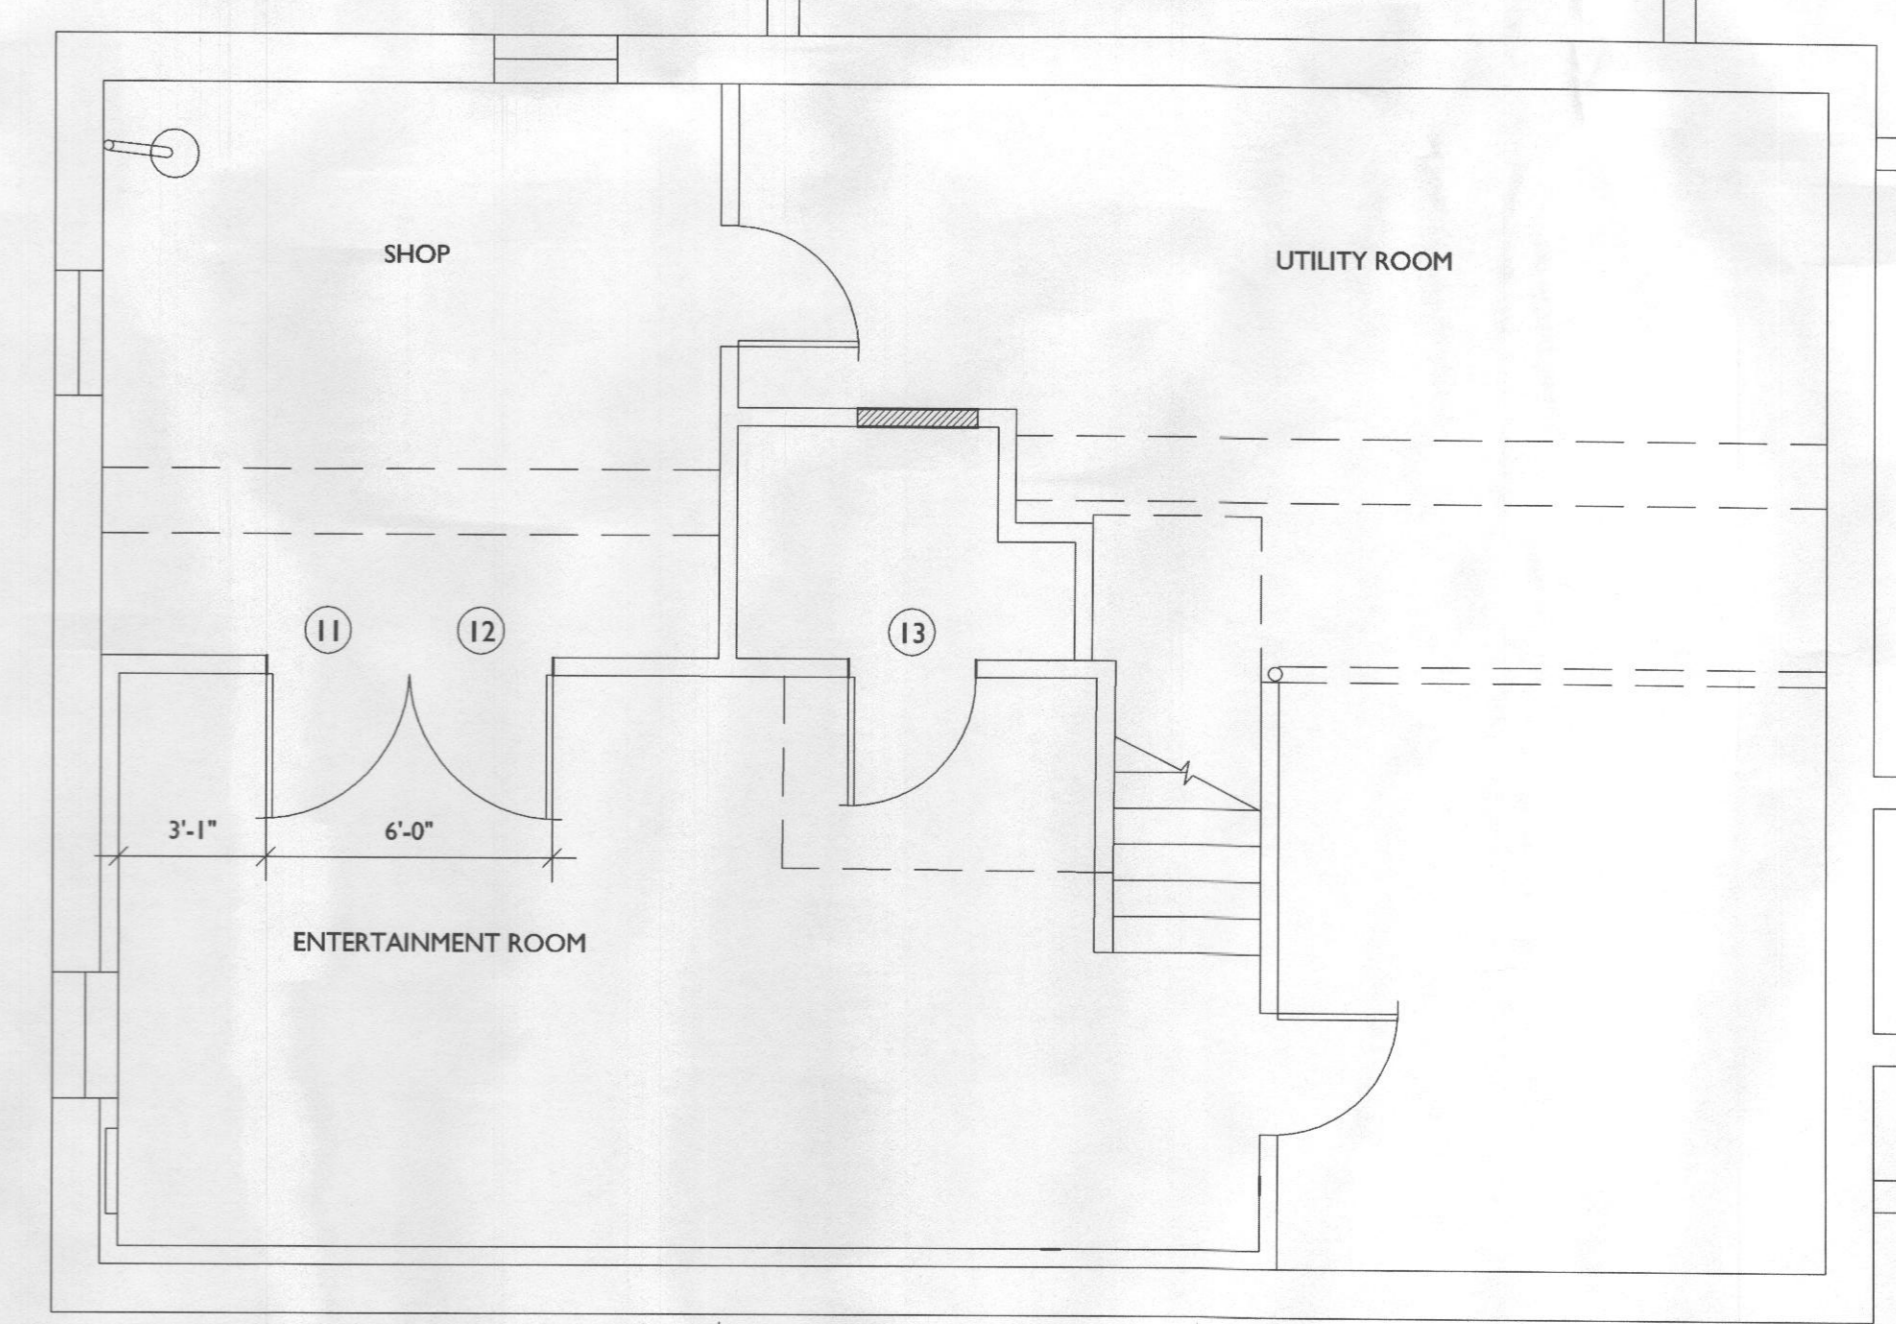 SHOP
UTILITY ROOM
11
12
13
3'-1"
6'-0"
ENTERTAINMENT ROOM